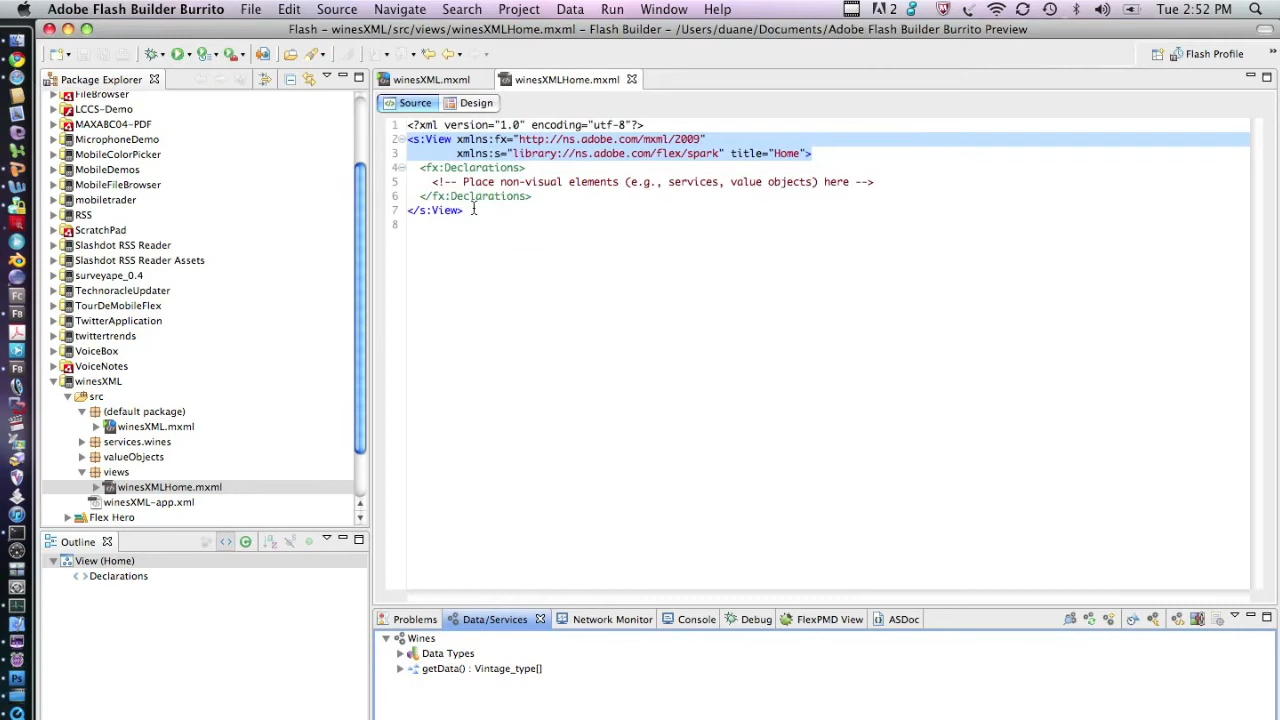 Adobe Flash Builder Burrito File Edit Source Navigate Search Project Data Run Window Help 2 Tue 2:52 PM
Flash - winesXML/src/views/winesXMLHome.mxml - Flash Builder - /Users/duane/Documents/Adobe Flash Builder Burrito Preview
Flash Profile
Package Explorer
FileBrowser
LCCS-Demo
MAXABC04-PDF
MicrophoneDemo
MobileColorPicker
MobileDemos
MobileFileBrowser
mobiletrader
RSS
ScratchPad
Slashdot RSS Reader
Slashdot RSS Reader Assets
surveyape_0.4
TechnoracleUpdater
TourDeMobileFlex
TwitterApplication
twittertrends
VoiceBox
VoiceNotes
winesXML
src
(default package)
winesXML.mxml
services.wines
valueObjects
views
winesXMLHome.mxml
winesXML-app.xml
Flex Hero
Outline
View (Home)
Declarations
winesXML.mxml winesXMLHome.mxml
Source Design
1 <?xml version="1.0" encoding="utf-8"?>
2 <s:View xmlns:fx="http://ns.adobe.com/mxml/2009"
3 xmlns:s="library://ns.adobe.com/flex/spark" title="Home">
4 <fx:Declarations>
5 <!-- Place non-visual elements (e.g., services, value objects) here -->
6 </fx:Declarations>
7 </s:View>
8
Problems Data/Services Network Monitor Console Debug FlexPMD View ASDoc
Wines
Data Types
getData() : Vintage_type[]